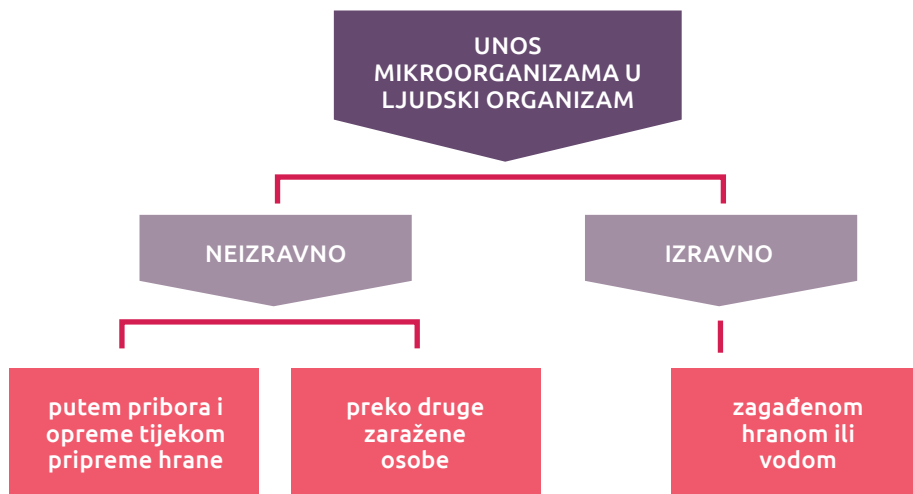 UNOS
MIKROORGANIZAMA U
LJUDSKI ORGANIZAM
NEIZRAVNO
IZRAVNO
putem pribora i
opreme tijekom
pripreme hrane
preko druge
zaražene
osobe
zagađenom
hranom ili
vodom